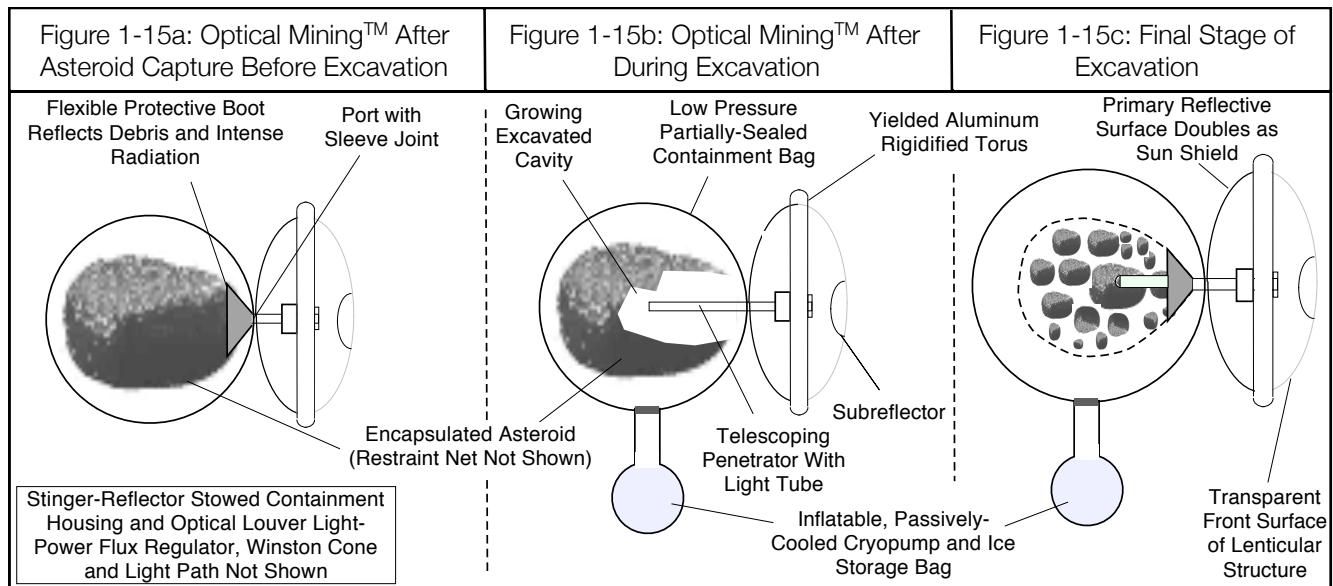 Figure 1-15a: Optical Mining™ After
Asteroid Capture Before Excavation
Figure 1-15b: Optical Mining™ After
During Excavation
Figure 1-15c: Final Stage of
Excavation
Flexible Protective Boot
Reflects Debris and Intense
Radiation
Port with
Sleeve Joint
Growing
Excavated
Cavity
Low Pressure
Partially-Sealed
Containment Bag
Yielded Aluminum
Rigidified Torus
Primary Reflective
Surface Doubles as
Sun Shield
Encapsulated Asteroid
(Restraint Net Not Shown)
Telescoping
Penetrator With
Light Tube
Subreflector
Stinger-Reflector Stowed Containment
Housing and Optical Louver Light-
Power Flux Regulator, Winston Cone
and Light Path Not Shown
Inflatable, Passively-
Cooled Cryopump and Ice
Storage Bag
Transparent
Front Surface
of Lenticular
Structure